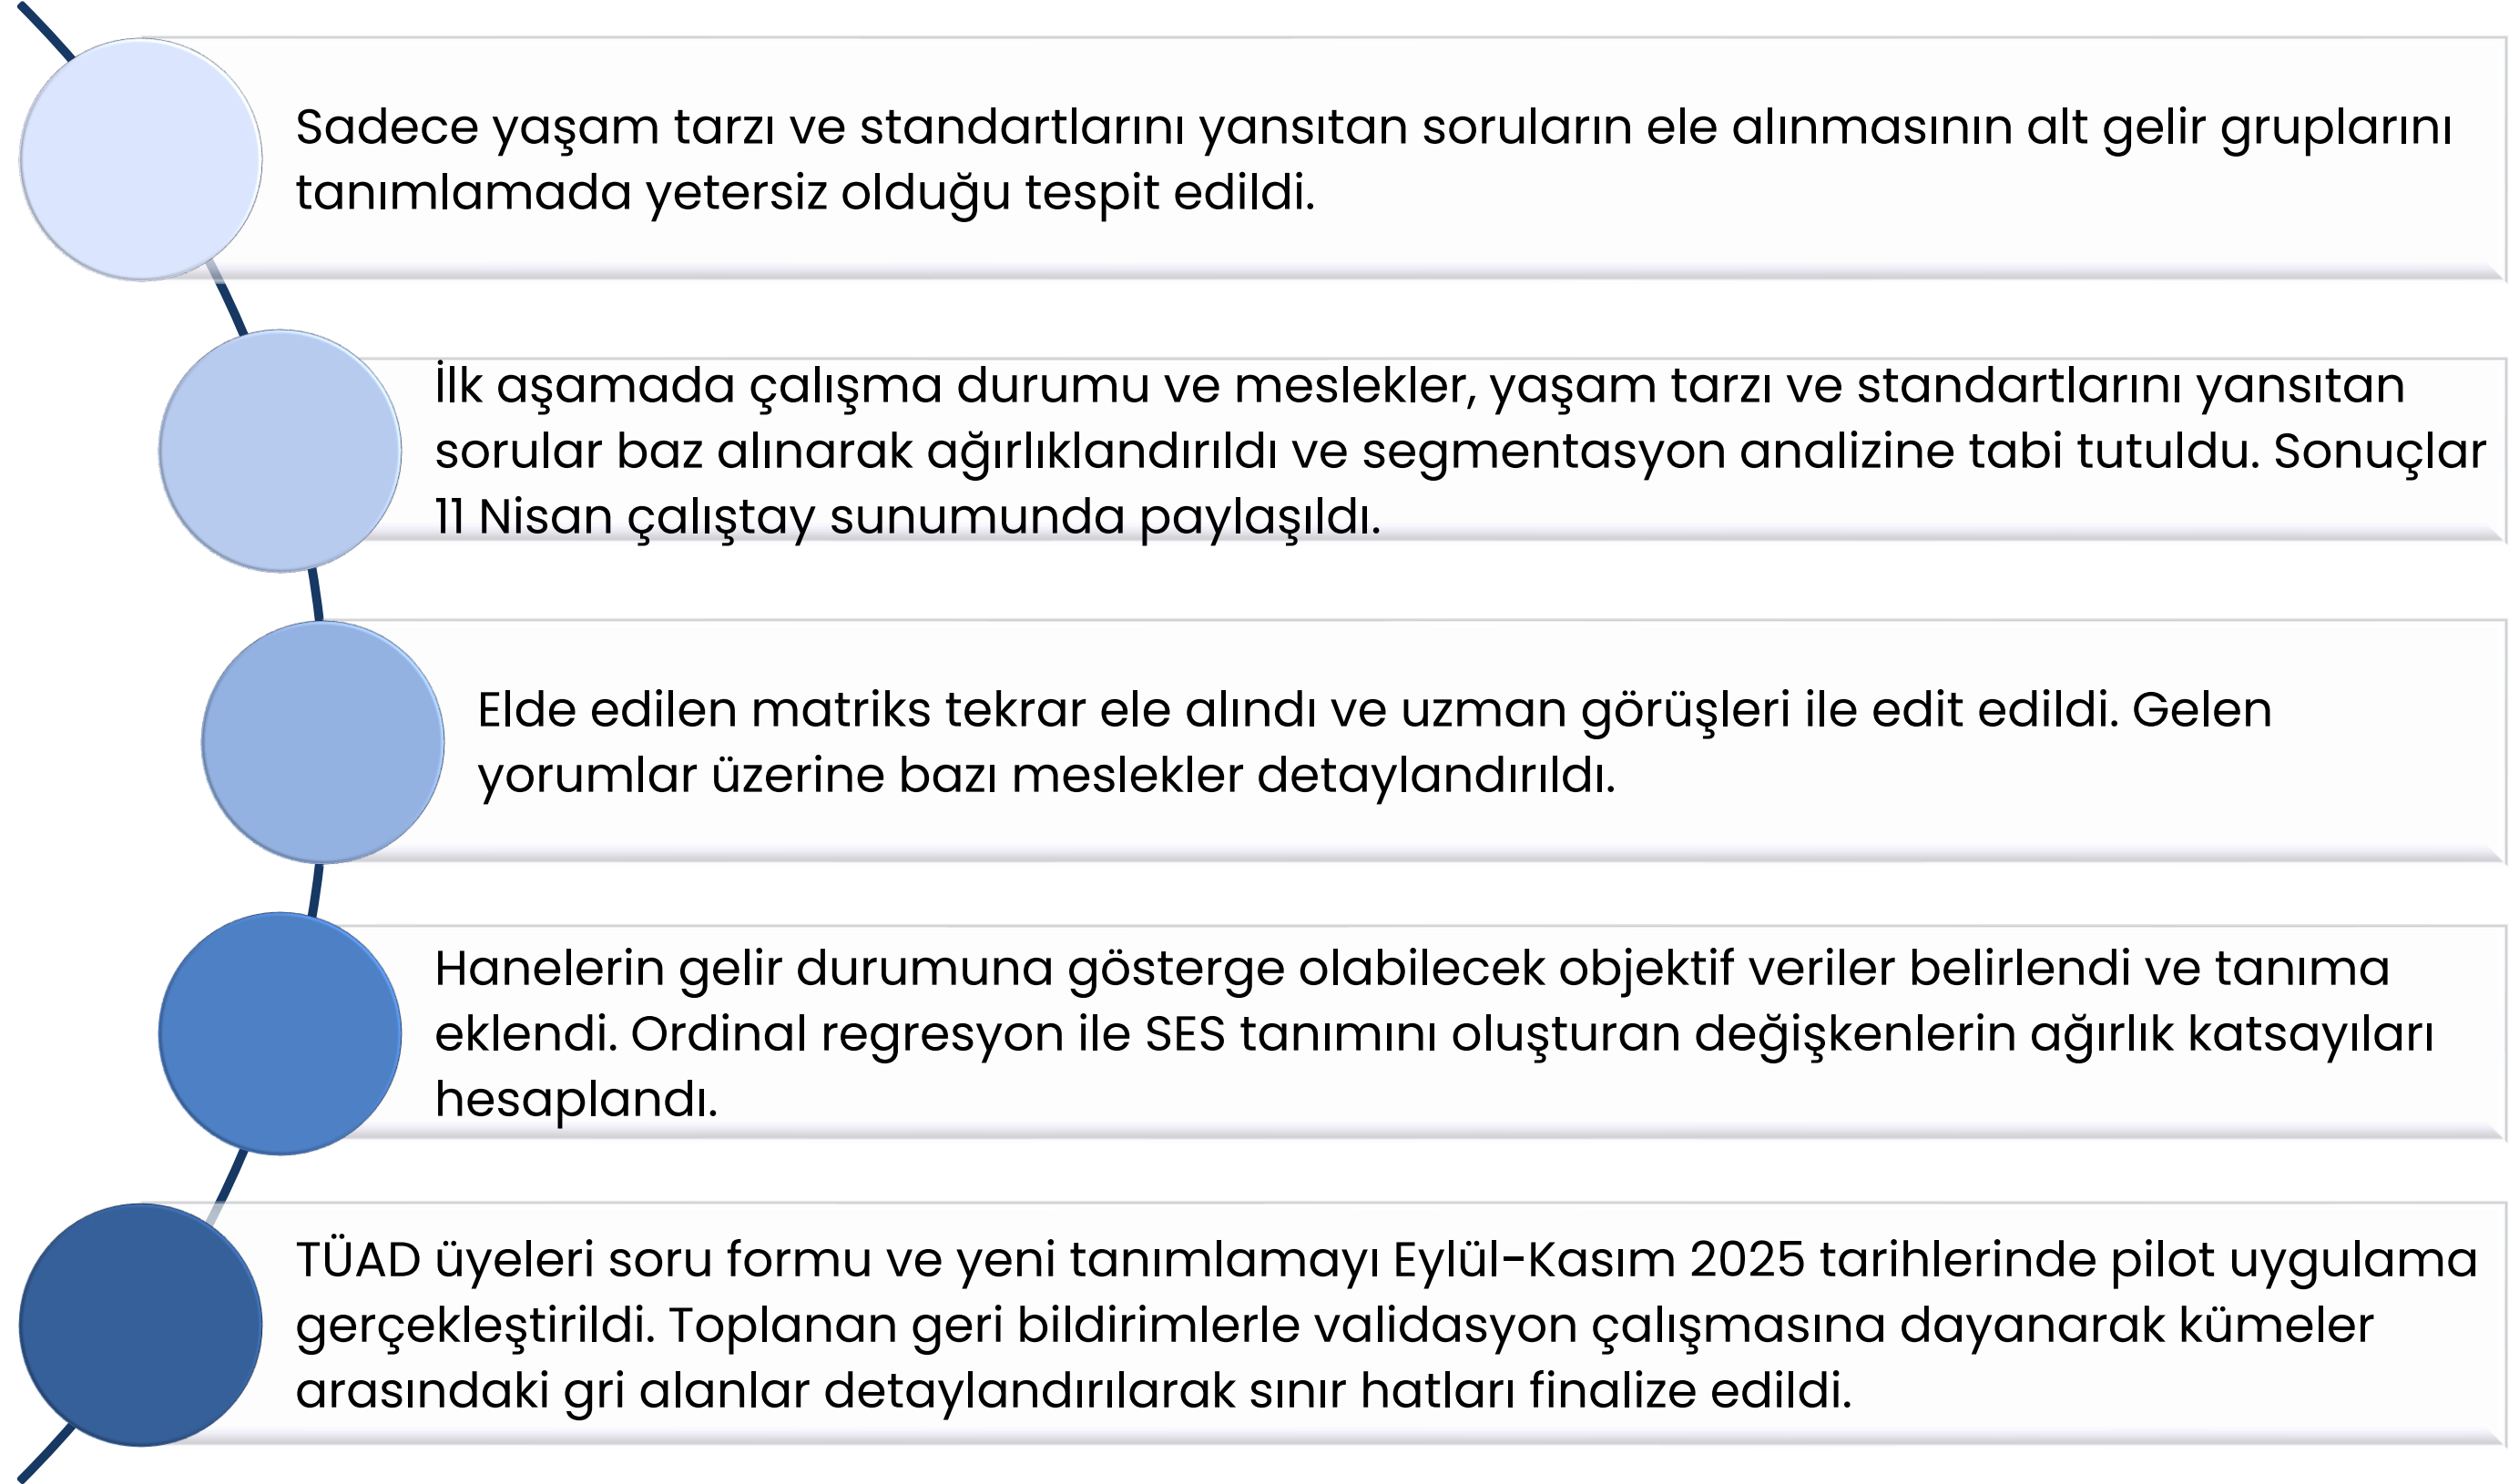 Sadece yaşam tarzı ve standartlarını yansıtan soruların ele alınmasının alt gelir gruplarını
tanımlamada yetersiz olduğu tespit edildi.
İlk aşamada çalışma durumu ve meslekler, yaşam tarzı ve standartlarını yansıtan
sorular baz alınarak ağırlıklandırıldı ve segmentasyon analizine tabi tutuldu. Sonuçlar
11 Nisan çalıştay sunumunda paylaşıldı.
Elde edilen matriks tekrar ele alındı ve uzman görüşleri ile edit edildi. Gelen
yorumlar üzerine bazı meslekler detaylandırıldı.
Hanelerin gelir durumuna gösterge olabilecek objektif veriler belirlendi ve tanıma
eklendi. Ordinal regresyon ile SES tanımını oluşturan değişkenlerin ağırlık katsayıları
hesaplandı.
TÜAD üyeleri soru formu ve yeni tanımlamayı Eylül-Kasım 2025 tarihlerinde pilot uygulama
gerçekleştirildi. Toplanan geri bildirimlerle validasyon çalışmasına dayanarak kümeler
arasındaki gri alanlar detaylandırılarak sınır hatları finalize edildi.